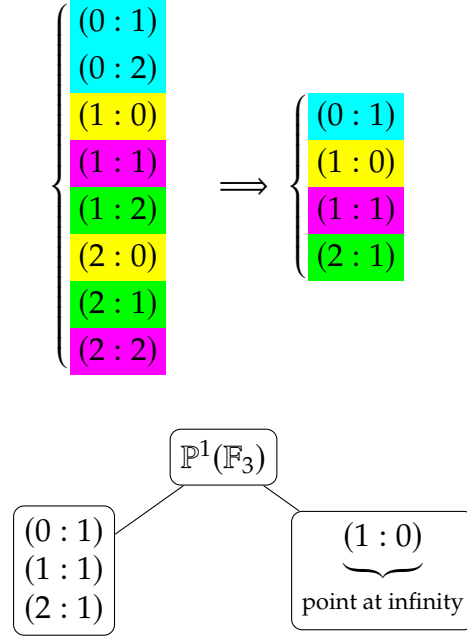 (0 : 1)
(0 : 2)
(1 : 0)
(1 : 1)
(1 : 2)
(2 : 0)
(2 : 1)
(2 : 2)
⟹
(0 : 1)
(1 : 0)
(1 : 1)
(2 : 1)
ℙ¹(𝔽₃)
(0 : 1)
(1 : 1)
(2 : 1)
(1 : 0)
point at infinity